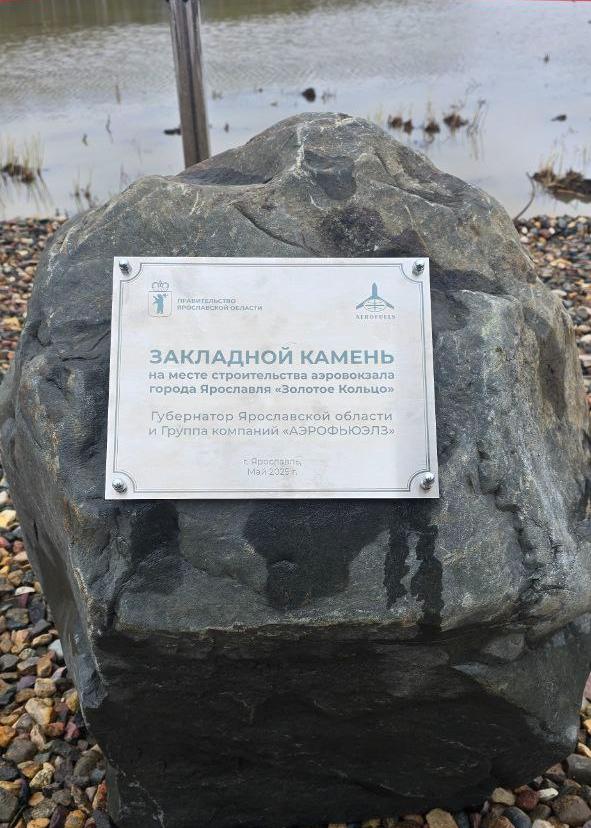 ПРАВИТЕЛЬСТВО
ЯРОСЛАВСКОЙ ОБЛАСТИ
AEROFUELS
ЗАКЛАДНОЙ КАМЕНЬ
на месте строительства аэровокзала
города Ярославля «Золотое Кольцо»
Губернатор Ярославской области
и Группа компаний «АЭРОФЬЮЭЛЗ»
г. Ярославль,
Май 2025 г.